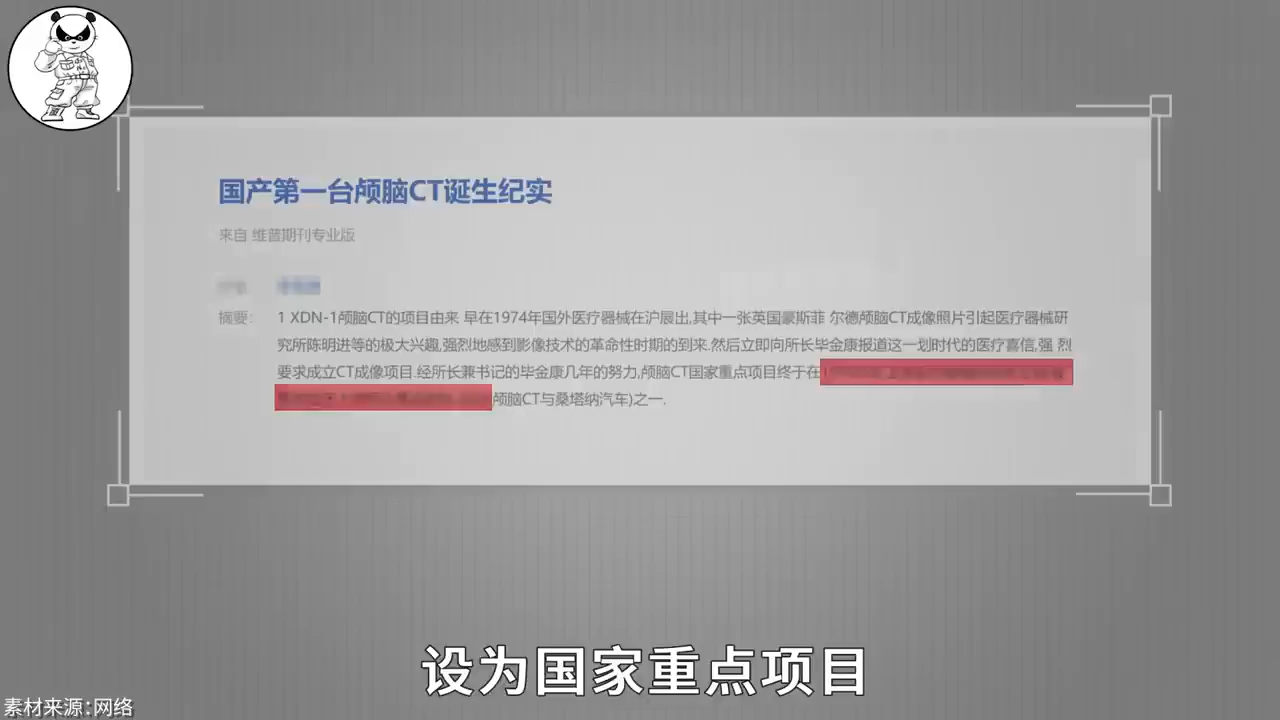 国产第一台颅脑CT诞生纪实
来自 维普期刊专业版
摘要:
1 XDN-1颅脑CT的项目由来 早在1974年国外医疗器械在沪展出,其中一张英国豪斯菲 尔德颅脑CT成像照片引起医疗器械研
究所陈明进等的极大兴趣,强烈地感到影像技术的革命性时期的到来.然后立即向所长毕金康报道这一划时代的医疗喜信,强 烈
要求成立CT成像项目.经所长兼书记的毕金康几年的努力,颅脑CT国家重点项目终于在
颅脑CT与桑塔纳汽车)之一.
设为国家重点项目
素材来源:网络